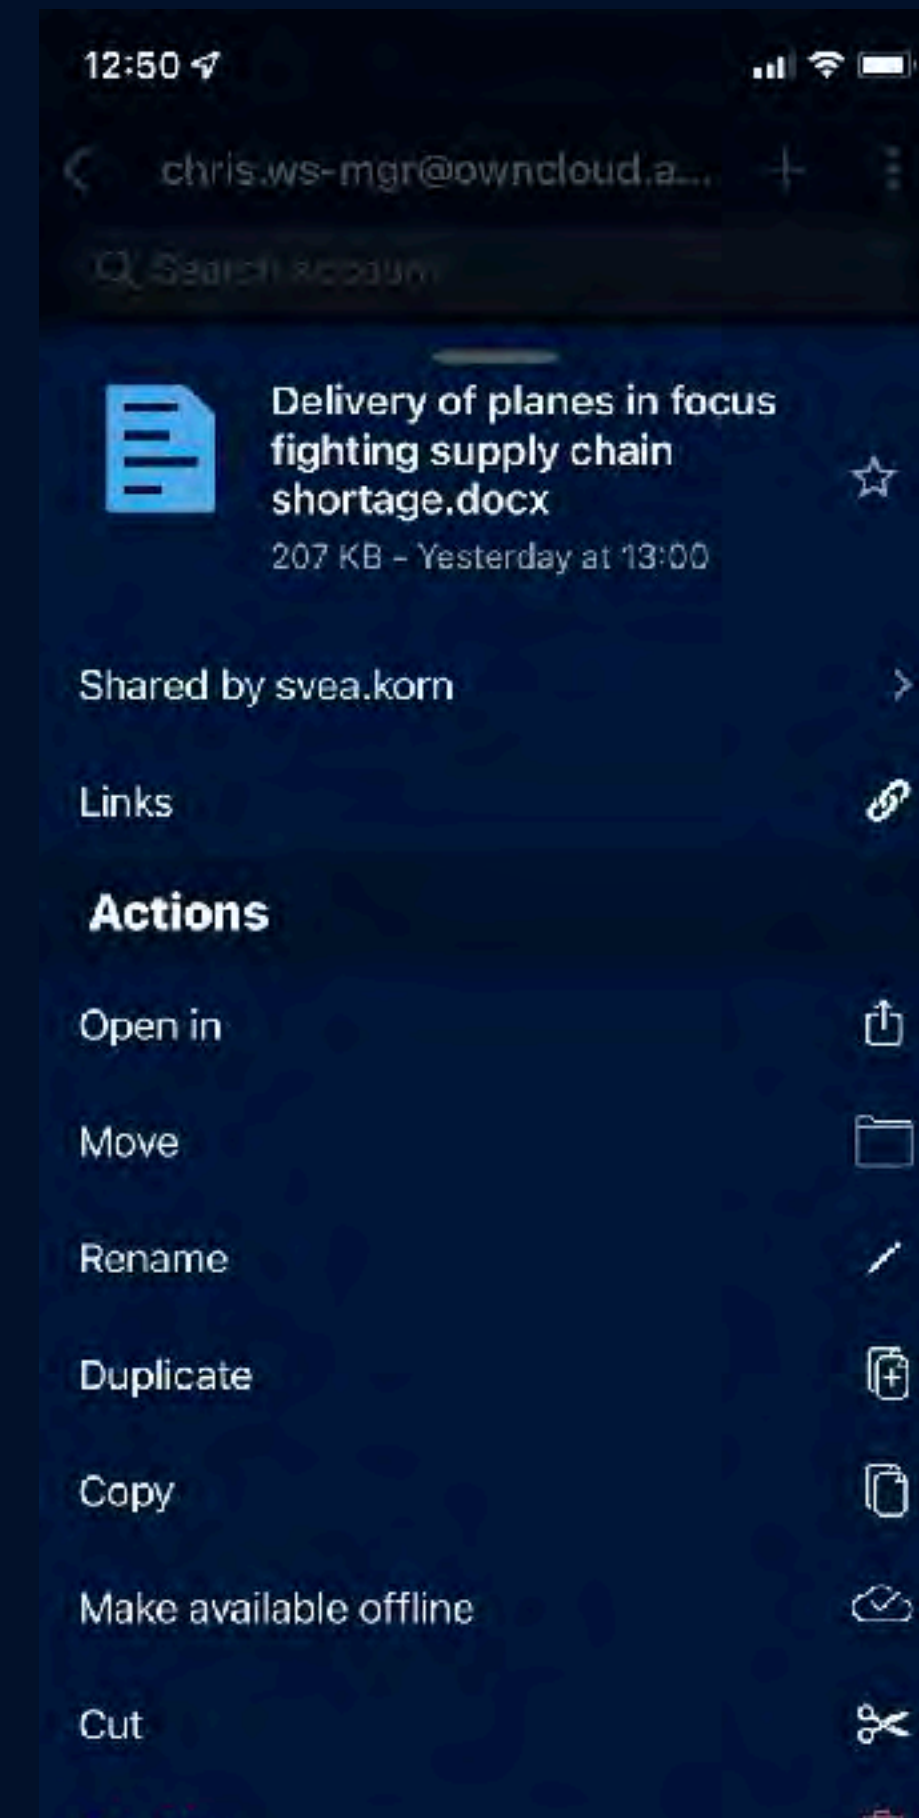 12:50
chris.ws-mgr@owncloud.a...
Search account
Delivery of planes in focus
fighting supply chain
shortage.docx
207 KB – Yesterday at 13:00
Shared by svea.korn
Links
Actions
Open in
Move
Rename
Duplicate
Copy
Make available offline
Cut